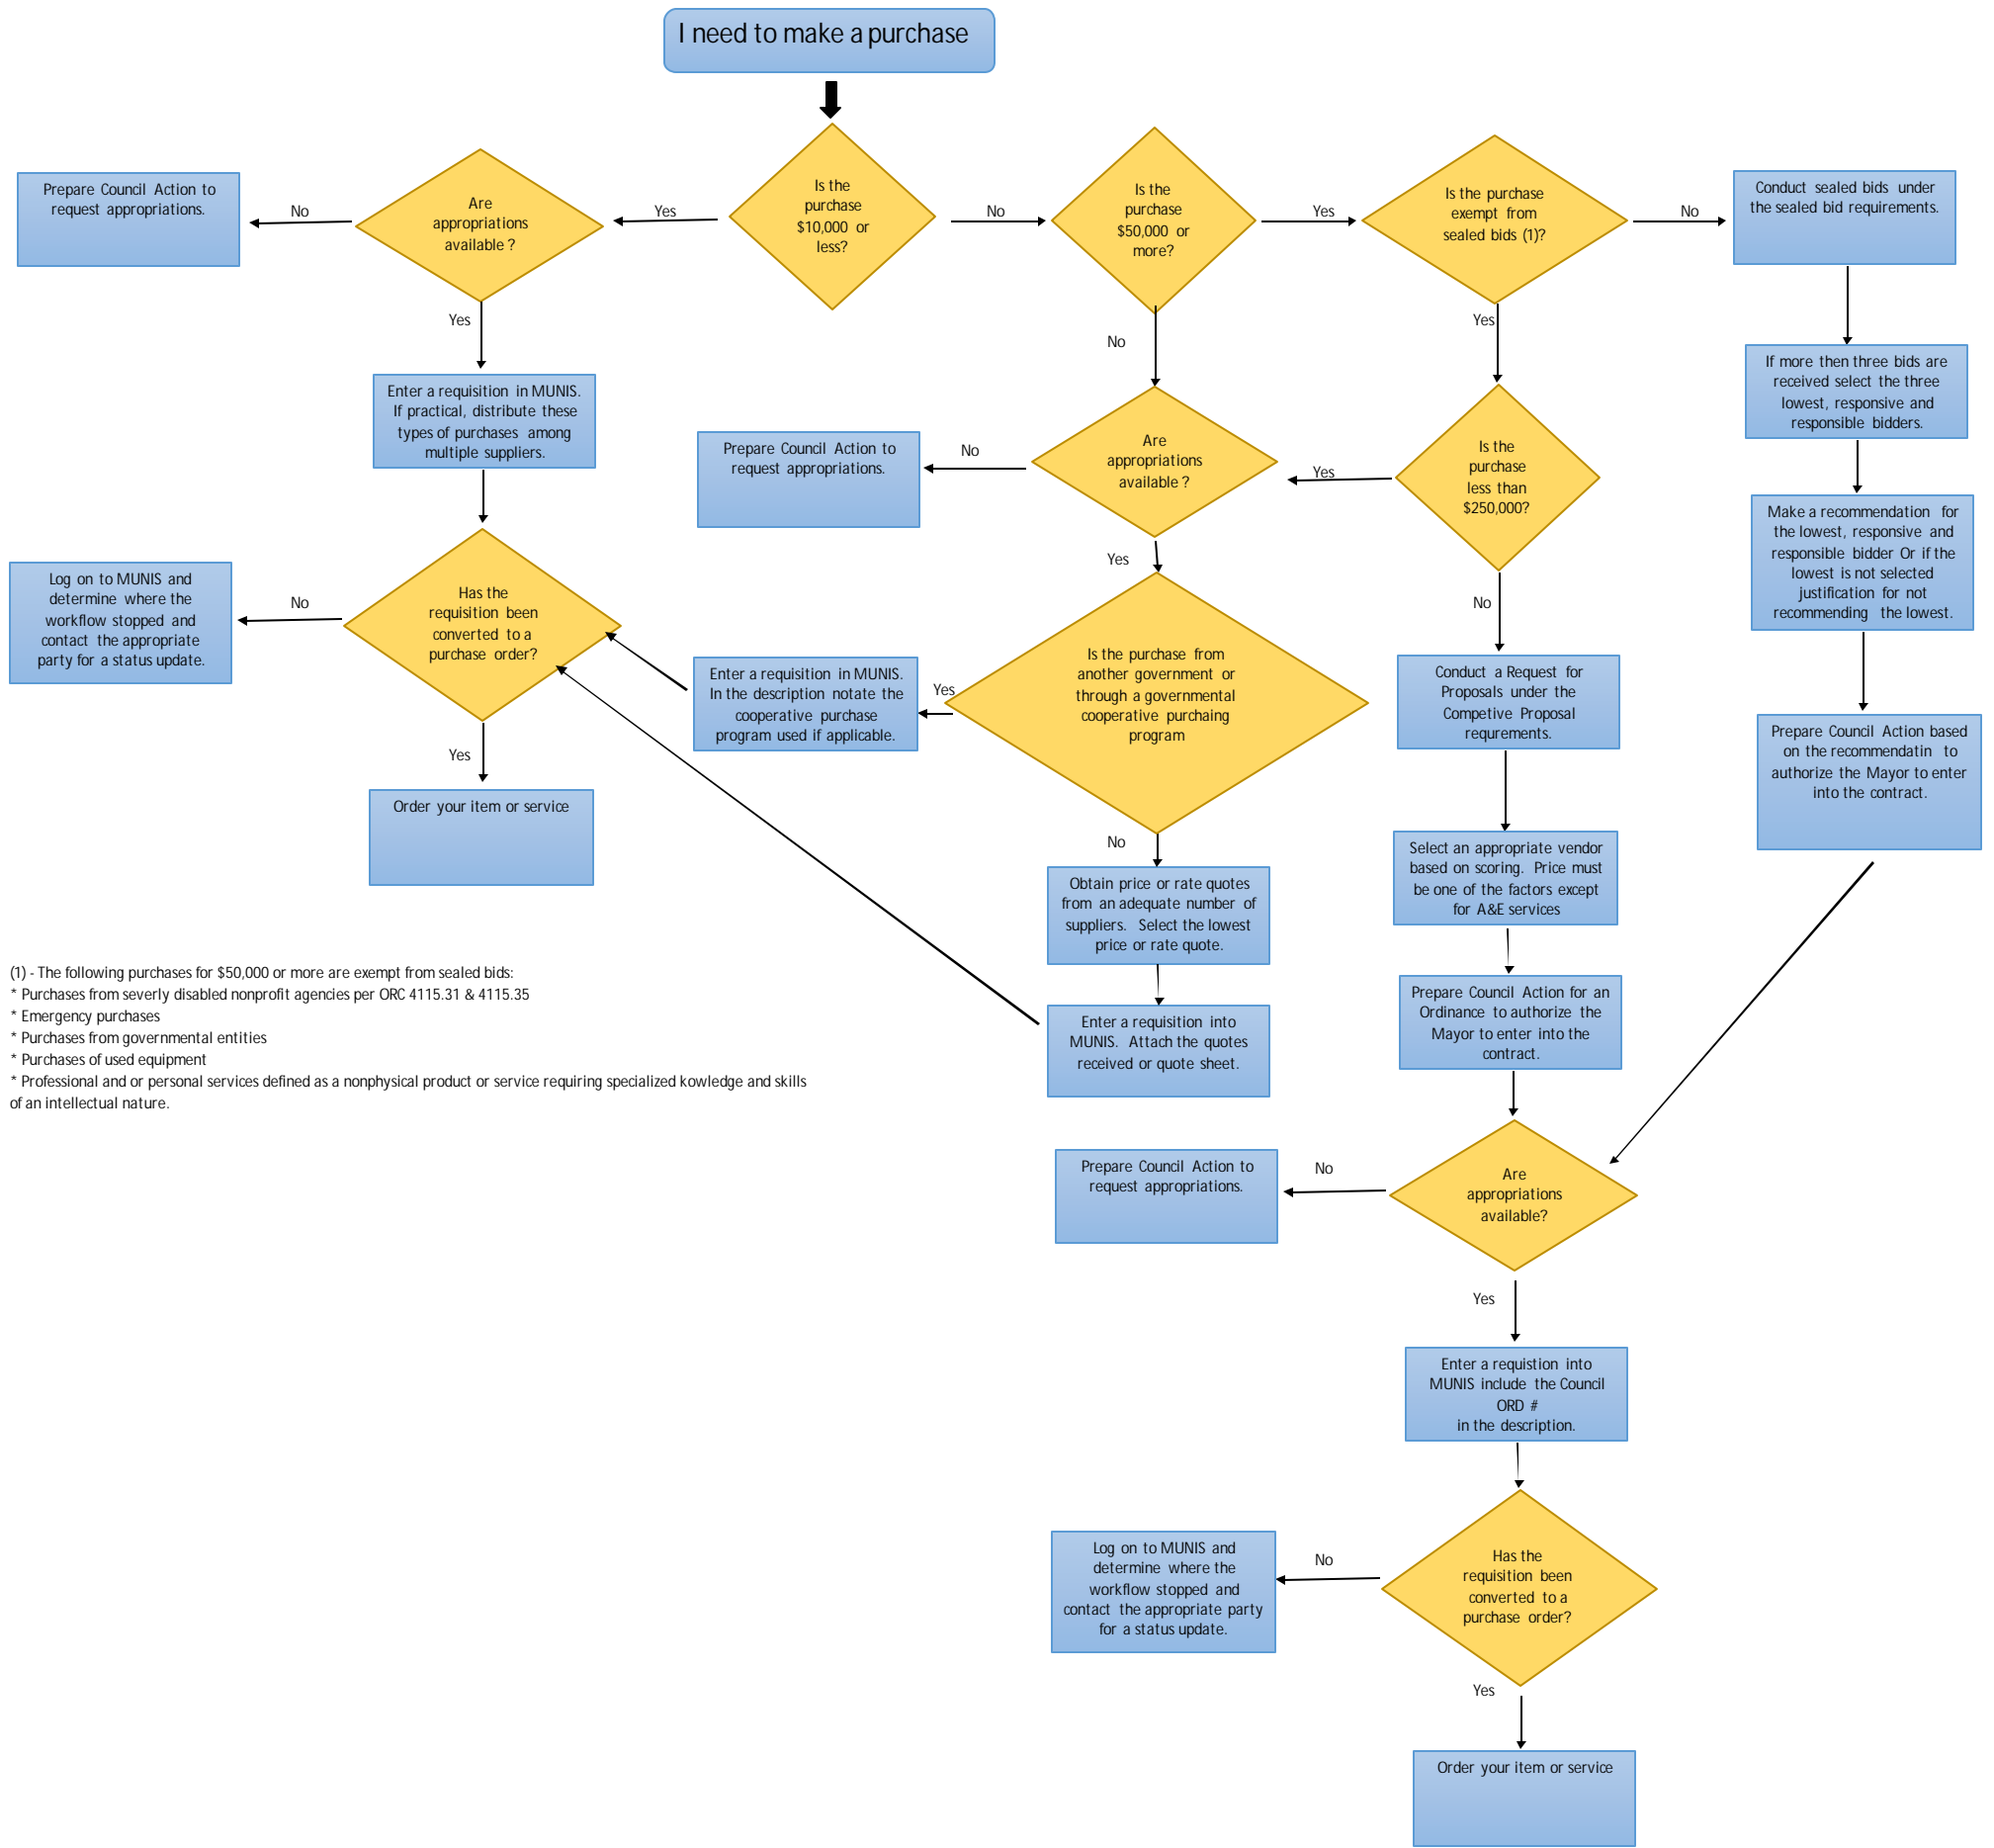 I need to make a purchase
Prepare Council Action to
request appropriations.
No
Are
appropriations
available ?
Yes
Is the
purchase
$10,000 or
less?
No
Is the
purchase
$50,000 or
more?
Yes
Is the purchase
exempt from
sealed bids (1)?
No
Conduct sealed bids under
the sealed bid requirements.
Yes
No
Yes
Enter a requisition in MUNIS.
If practical, distribute these
types of purchases among
multiple suppliers.
If more then three bids are
received select the three
lowest, responsive and
responsible bidders.
Prepare Council Action to
request appropriations.
No
Are
appropriations
available ?
Yes
Is the
purchase
less than
$250,000?
Make a recommendation for
the lowest, responsive and
responsible bidder Or if the
lowest is not selected
justification for not
recommending the lowest.
Log on to MUNIS and
determine where the
workflow stopped and
contact the appropriate
party for a status update.
No
Has the
requisition been
converted to a
purchase order?
Yes
No
Enter a requisition in MUNIS.
In the description notate the
cooperative purchase
program used if applicable.
Yes
Is the purchase from
another government or
through a governmental
cooperative purchaing
program
Conduct a Request for
Proposals under the
Competive Proposal
requrements.
Prepare Council Action based
on the recommendatin to
authorize the Mayor to enter
into the contract.
Yes
Order your item or service
No
Obtain price or rate quotes
from an adequate number of
suppliers. Select the lowest
price or rate quote.
Select an appropriate vendor
based on scoring. Price must
be one of the factors except
for A&E services
(1) - The following purchases for $50,000 or more are exempt from sealed bids:
* Purchases from severly disabled nonprofit agencies per ORC 4115.31 & 4115.35
* Emergency purchases
* Purchases from governmental entities
* Purchases of used equipment
* Professional and or personal services defined as a nonphysical product or service requiring specialized kowledge and skills
of an intellectual nature.
Enter a requisition into
MUNIS. Attach the quotes
received or quote sheet.
Prepare Council Action for an
Ordinance to authorize the
Mayor to enter into the
contract.
Prepare Council Action to
request appropriations.
No
Are
appropriations
available?
Yes
Enter a requistion into
MUNIS include the Council
ORD #
in the description.
Log on to MUNIS and
determine where the
workflow stopped and
contact the appropriate party
for a status update.
No
Has the
requisition been
converted to a
purchase order?
Yes
Order your item or service